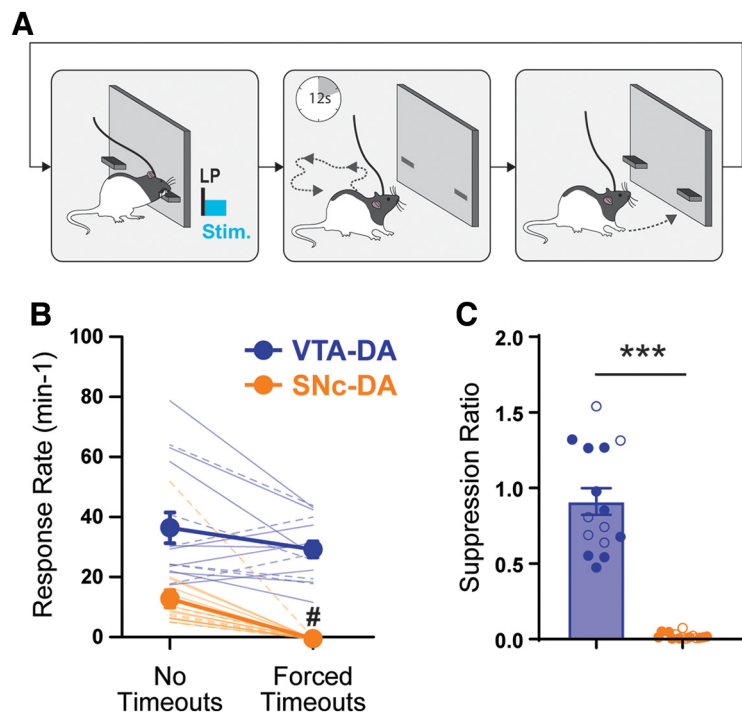 A
12s
LP
Stim.
B
C
100
80
60
40
20
0
Response Rate (min-1)
VTA-DA
SNc-DA
#
No
Timeouts
Forced
Timeouts
2.0
1.5
1.0
0.5
0.0
Suppression Ratio
***